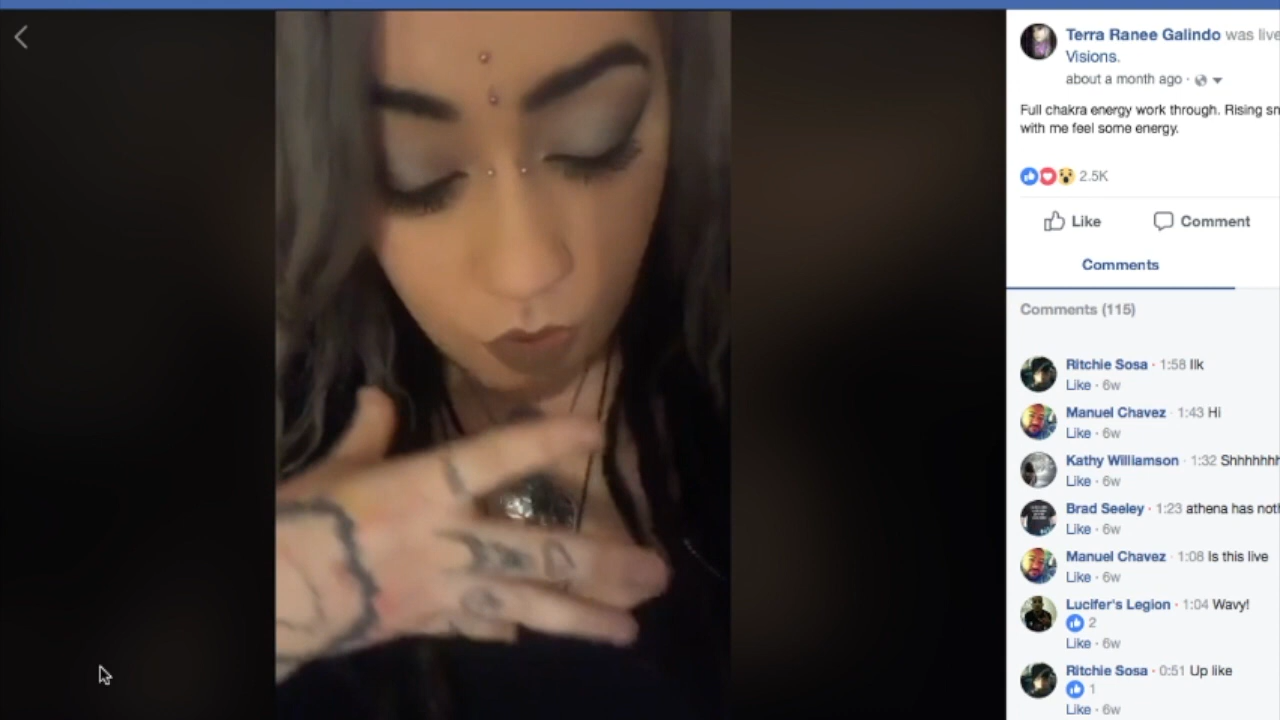 Terra Ranee Galindo was live
Visions.
about a month ago
Full chakra energy work through. Rising
with me feel some energy.
2.5K
Like
Comment
Comments
Comments (115)
Ritchie Sosa · 1:58 Ilk
Like · 6w
Manuel Chavez · 1:43 Hi
Like · 6w
Kathy Williamson · 1:32 Shhhhhhh
Like · 6w
Brad Seeley · 1:23 athena has
Like · 6w
Manuel Chavez · 1:08 Is this live
Like · 6w
Lucifer's Legion · 1:04 Wavy!
2
Like · 6w
Ritchie Sosa · 0:51 Up like
1
Like · 6w